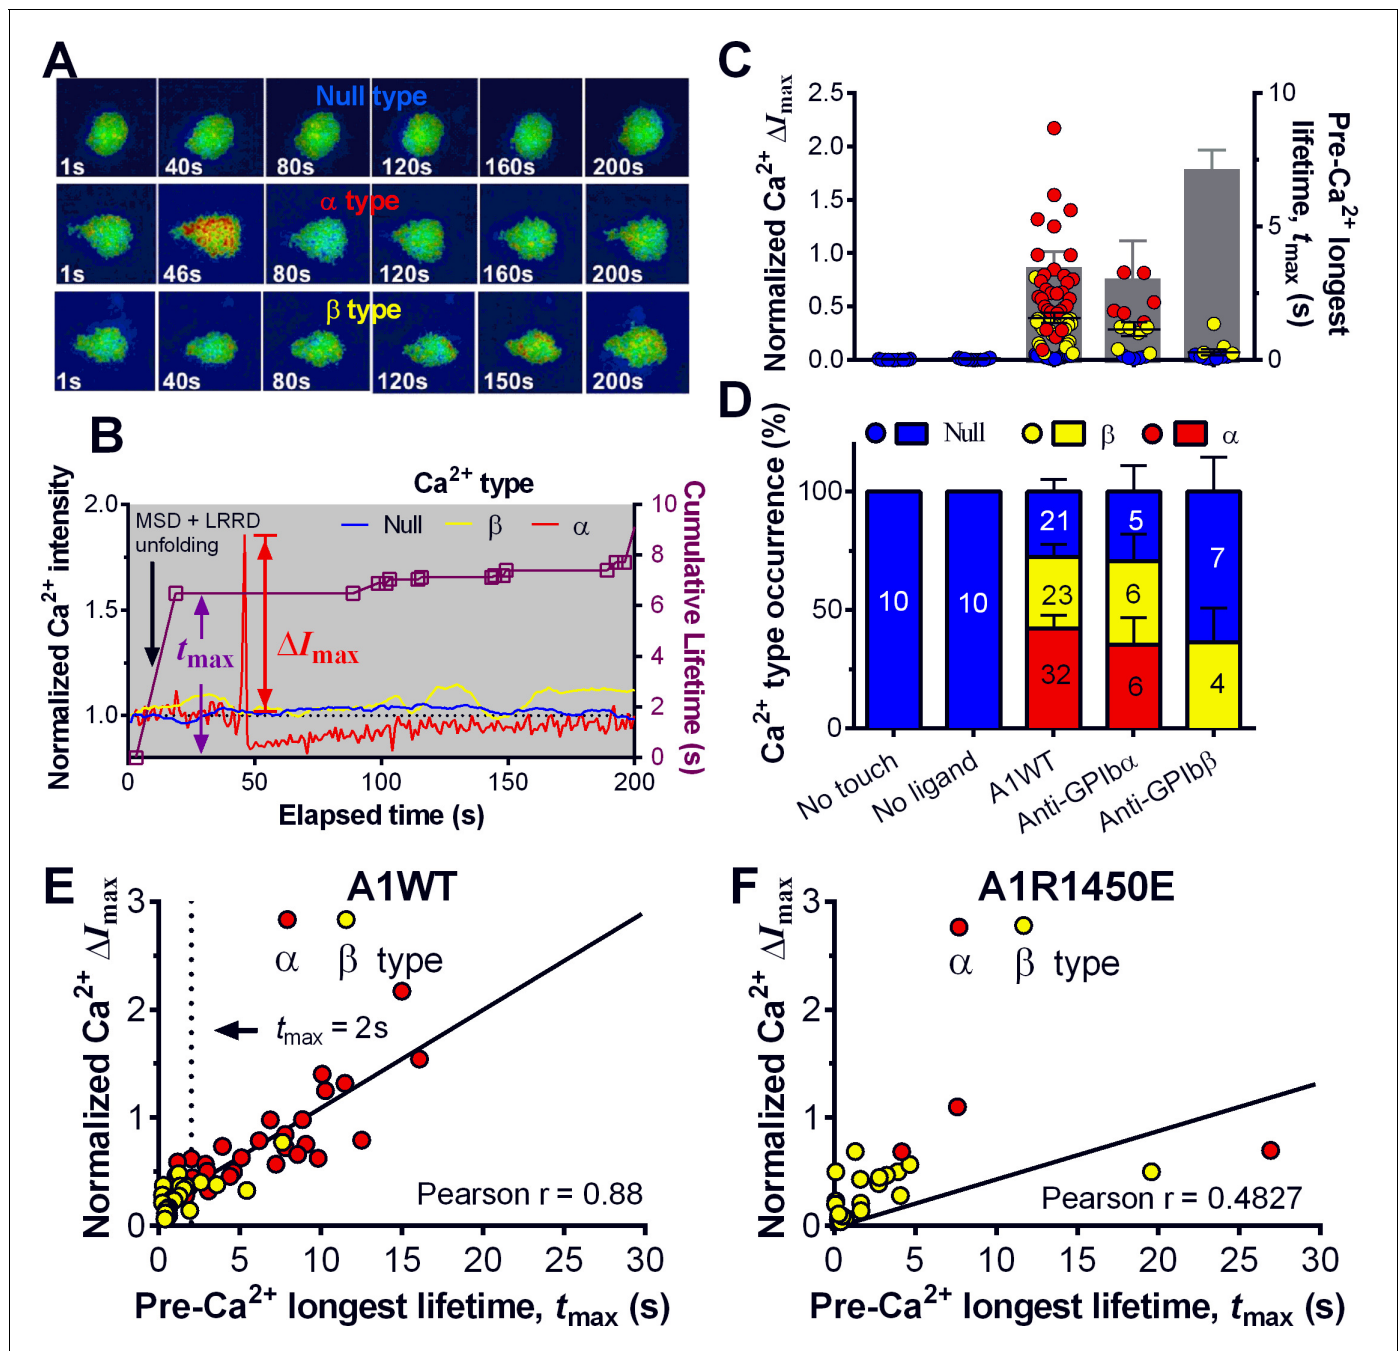 A
Null type
1s 40s 80s 120s 160s 200s
α type
1s 46s 80s 120s 160s 200s
β type
1s 40s 80s 120s 150s 200s
B
Ca2+ type
Null β α
MSD + LRRD
unfolding
tmax
ΔImax
Normalized Ca2+ intensity
2.0
1.5
1.0
Cumulative Lifetime (s)
10
8
6
4
2
0
0 50 100 150 200
Elapsed time (s)
C
Normalized Ca2+ ΔImax
2.5
2.0
1.5
1.0
0.5
0.0
10
5
0
Pre-Ca2+ longest
lifetime, tmax (s)
D
Null β α
Ca2+ type occurrence (%)
100
50
0
21 5 7
10 10 23 6
32 6 4
No touch No ligand A1WT Anti-GPIbα Anti-GPIbβ
E
A1WT
α β type
tmax = 2s
Pearson r = 0.88
Normalized Ca2+ ΔImax
3
2
1
0
0 5 10 15 20 25 30
Pre-Ca2+ longest lifetime, tmax (s)
F
A1R1450E
α β type
Pearson r = 0.4827
Normalized Ca2+ ΔImax
3
2
1
0
0 5 10 15 20 25 30
Pre-Ca2+ longest lifetime, tmax (s)